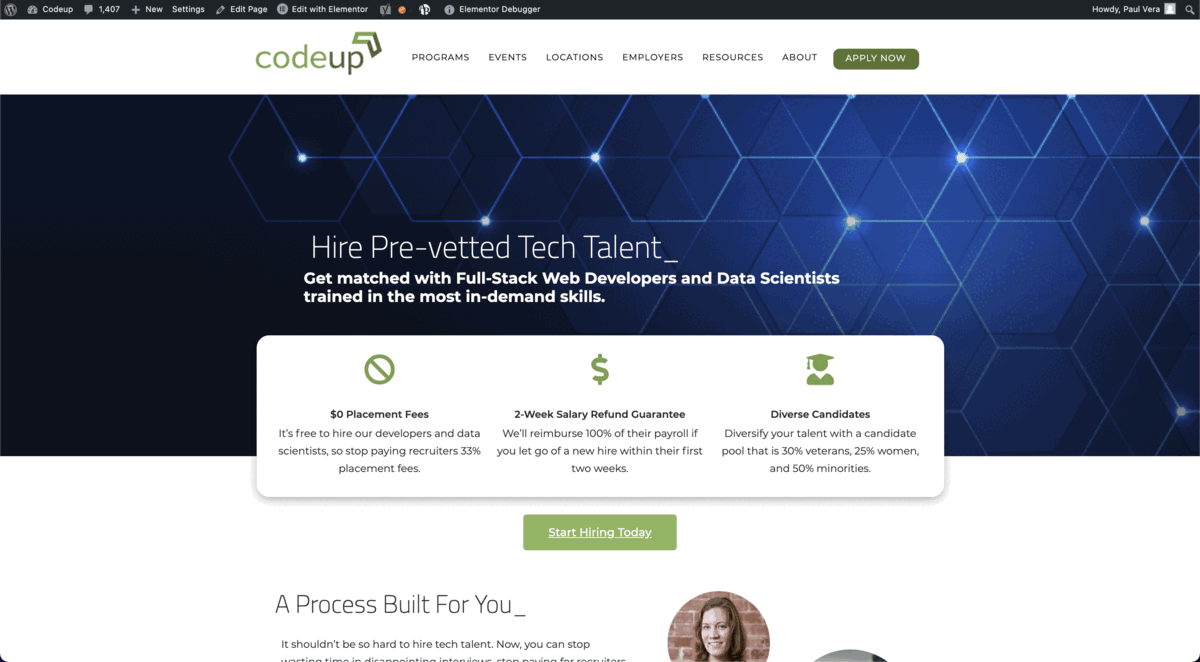 Codeup 1,407 New Settings Edit Page Edit with Elementor Elementor Debugger Howdy, Paul Vera
codeup PROGRAMS EVENTS LOCATIONS EMPLOYERS RESOURCES ABOUT APPLY NOW
Hire Pre-vetted Tech Talent_
Get matched with Full-Stack Web Developers and Data Scientists
trained in the most in-demand skills.
$0 Placement Fees
It's free to hire our developers and data
scientists, so stop paying recruiters 33%
placement fees.
2-Week Salary Refund Guarantee
We'll reimburse 100% of their payroll if
you let go of a new hire within their first
two weeks.
Diverse Candidates
Diversify your talent with a candidate
pool that is 30% veterans, 25% women,
and 50% minorities.
Start Hiring Today
A Process Built For You_
It shouldn't be so hard to hire tech talent. Now, you can stop
wasting time in disappointing interviews, stop paying for recruiters